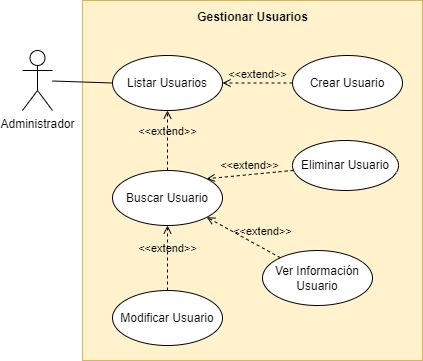 Gestionar Usuarios
Listar Usuarios
<<extend>>
Crear Usuario
Administrador
<<extend>>
<<extend>>
Eliminar Usuario
Buscar Usuario
<<extend>>
<<extend>>
Ver Información
Usuario
Modificar Usuario